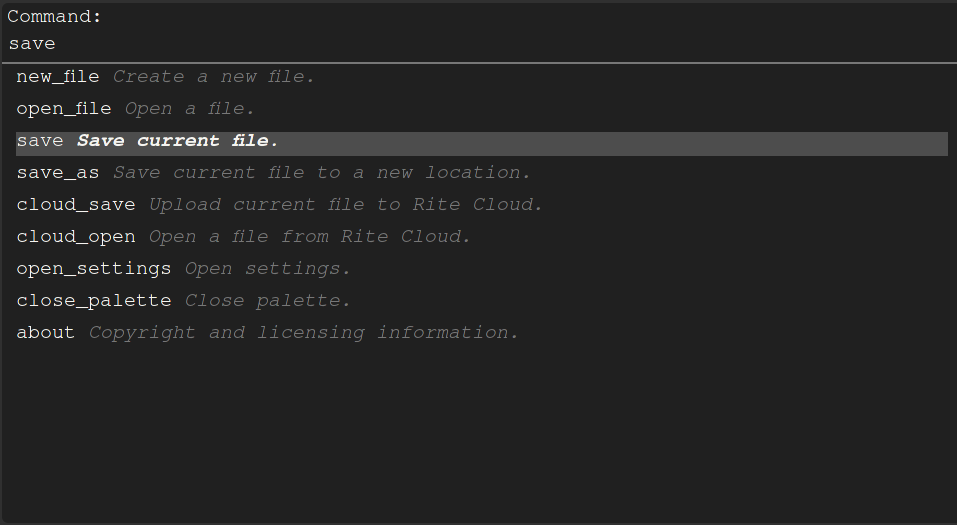 Command:
save
new_file Create a new file.
open_file Open a file.
save Save current file.
save_as Save current file to a new location.
cloud_save Upload current file to Rite Cloud.
cloud_open Open a file from Rite Cloud.
open_settings Open settings.
close_palette Close palette.
about Copyright and licensing information.